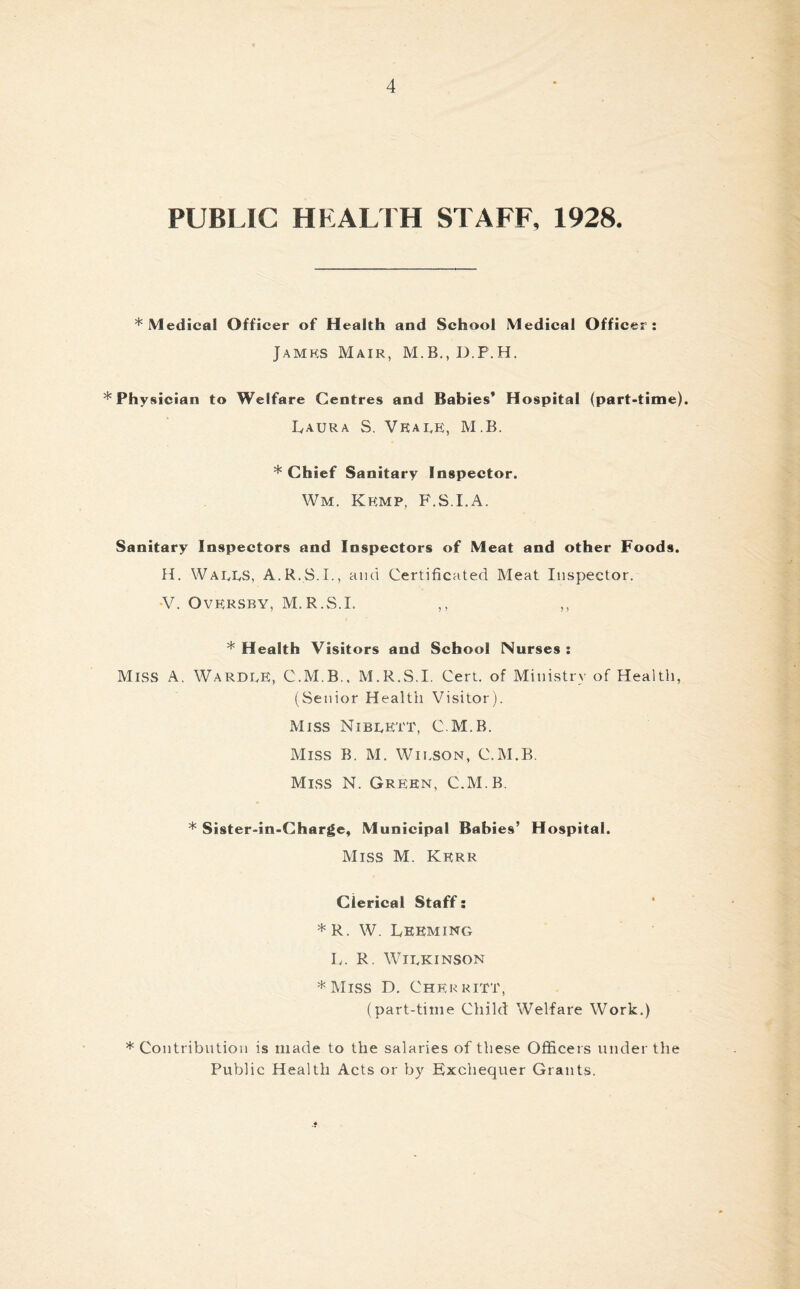 4
PUBLIC HEALTH STAFF, 1928.
* Medical Officer of Health and School Medical Officer:
JAMES MAIR, M.B., D.P.H.
* Physician to Welfare Centres and Babies' Hospital (part-time).
LAURA S. VEALE, M.B.
* Chief Sanitary Inspector.
WM. KEMP, F.S.I.A.
Sanitary Inspectors and Inspectors of Meat and other Foods.
H. WALLS, A.R.S.I., and Certificated Meat Inspector.
V. OVERSBY, M.R.S.I. ,, ,,
* Health Visitors and School Nurses :
MISS A. WARDLE, C.M.B., M.R.S.I. Cert. of Ministry of Health,
(Senior Health Visitor).
MISS NIBLETT, C.M.B.
MISS B. M. WILSON, C.M.B.
MISS N. GREEN, C.M.B.
* Sister-in-Charge, Municipal Babies' Hospital.
MISS M. KERR
Clerical Staff:
* R. W. LEEMING
L. R. WILKINSON
* MISS D. CHERRITT,
(part-time Child Welfare Work.)
* Contribution is made to the salaries of these Officers under the
Public Health Acts or by Exchequer Grants.